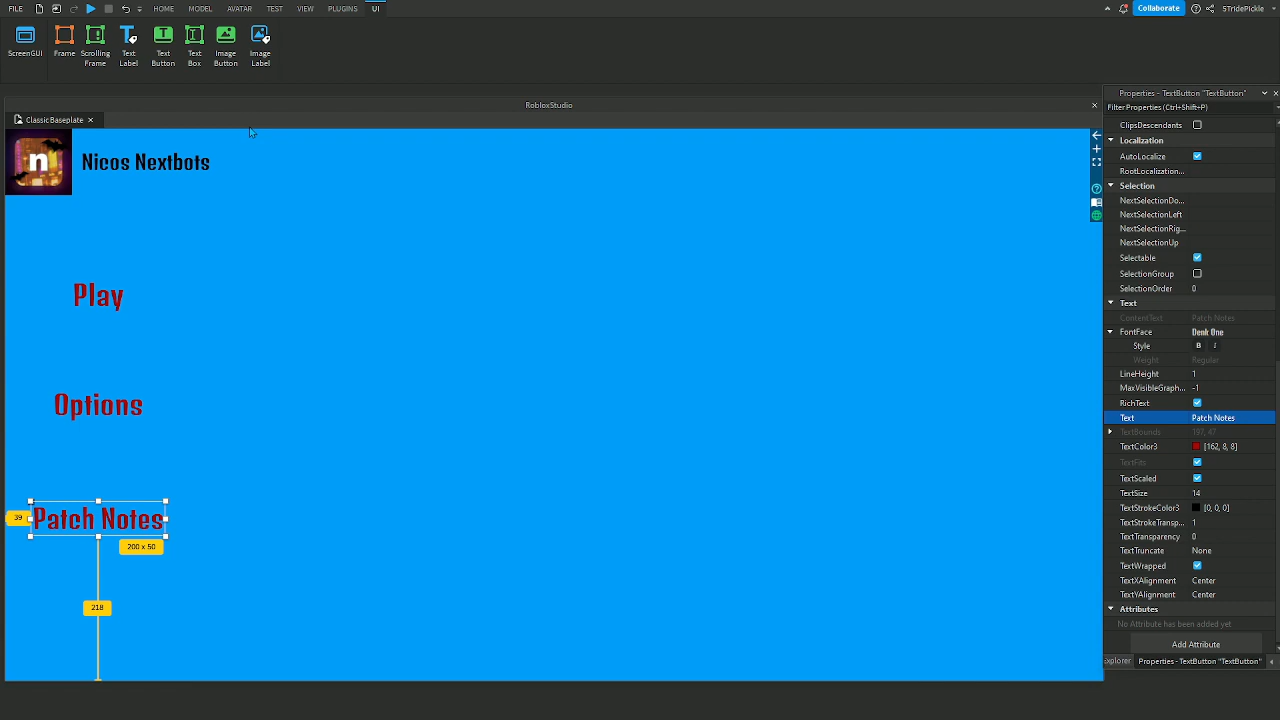 FILE
HOME MODEL AVATAR TEST VIEW PLUGINS UI
Collaborate StridePickle
ScreenGUI Frame Scrolling Frame Text Label Text Button Text Box Image Button Image Label
RobloxStudio
ClassicBaseplate
n
Nicos Nextbots
Play
Options
Patch Notes
39
200 x 50
218
Properties - TextButton "TextButton"
Filter Properties (Ctrl+Shift+P)
ClipsDescendants
Localization
AutoLocalize
RootLocalization...
Selection
NextSelectionDo...
NextSelectionLeft
NextSelectionRig...
NextSelectionUp
Selectable
SelectionGroup
SelectionOrder 0
Text
ContentText Patch Notes
FontFace Denk One
Style B I
Weight Regular
LineHeight 1
MaxVisibleGraph... -1
RichText
Text Patch Notes
TextBounds 197, 47
TextColor3 [162, 8, 8]
TextFits
TextScaled
TextSize 14
TextStrokeColor3 [0, 0, 0]
TextStrokeTransp... 1
TextTransparency 0
TextTruncate None
TextWrapped
TextXAlignment Center
TextYAlignment Center
Attributes
No Attribute has been added yet
Add Attribute
xplorer Properties - TextButton "TextButton"